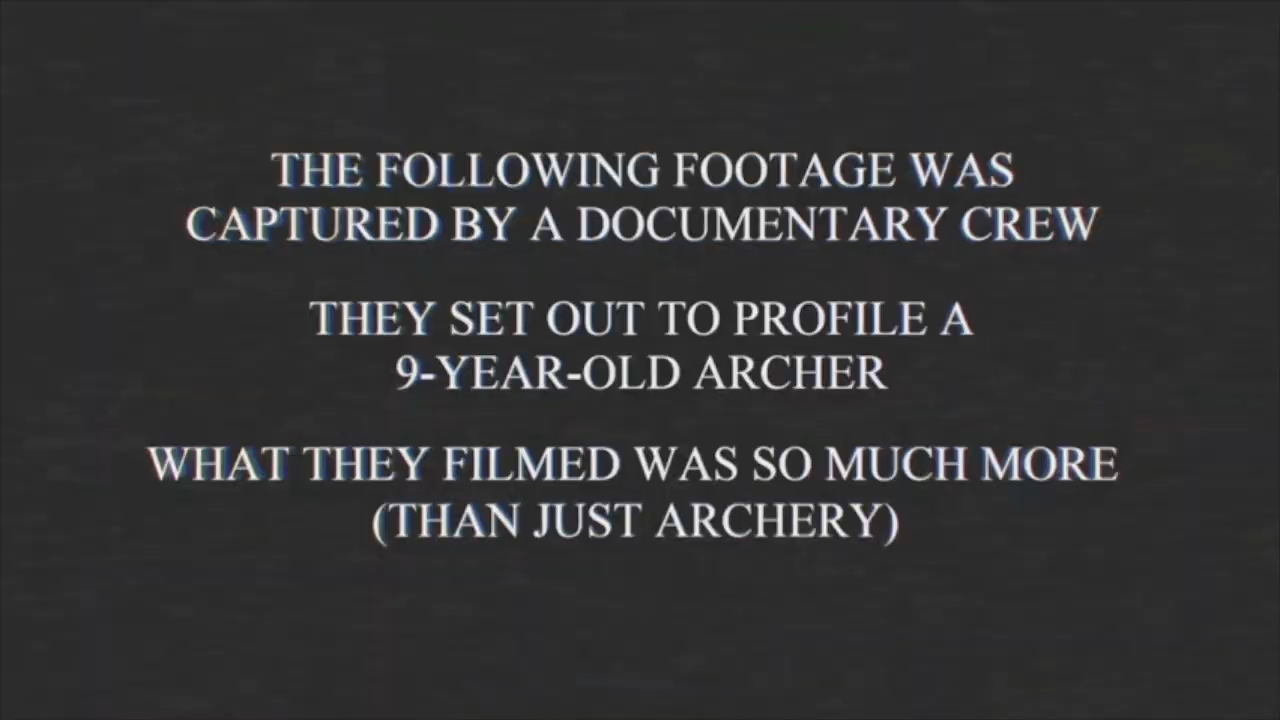 THE FOLLOWING FOOTAGE WAS
CAPTURED BY A DOCUMENTARY CREW
THEY SET OUT TO PROFILE A
9-YEAR-OLD ARCHER
WHAT THEY FILMED WAS SO MUCH MORE
(THAN JUST ARCHERY)